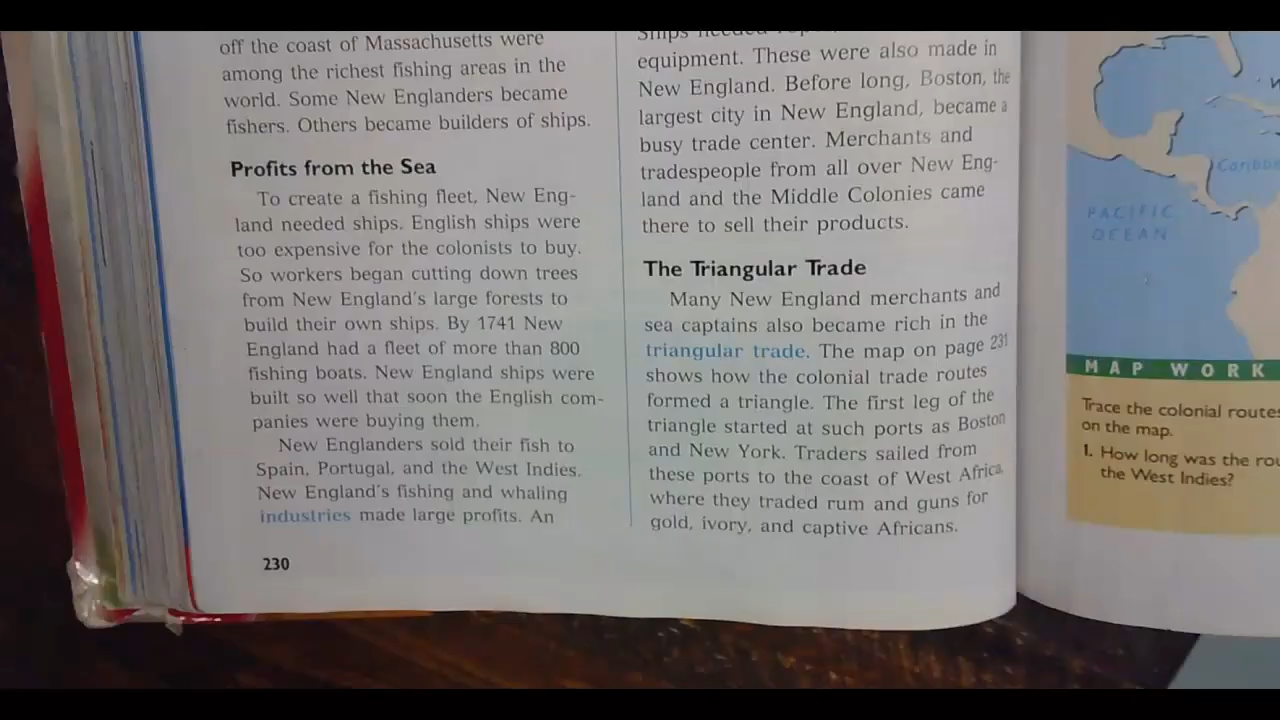 off the coast of Massachusetts were
among the richest fishing areas in the
world. Some New Englanders became
fishers. Others became builders of ships.
Profits from the Sea
To create a fishing fleet, New Eng-
land needed ships. English ships were
too expensive for the colonists to buy.
So workers began cutting down trees
from New England's large forests to
build their own ships. By 1741 New
England had a fleet of more than 800
fishing boats. New England ships were
built so well that soon the English com-
panies were buying them.
New Englanders sold their fish to
Spain, Portugal, and the West Indies.
New England's fishing and whaling
industries made large profits. An
230
Ships needed
equipment. These were also made in
New England. Before long, Boston, the
largest city in New England, became a
busy trade center. Merchants and
tradespeople from all over New Eng-
land and the Middle Colonies came
there to sell their products.
The Triangular Trade
Many New England merchants and
sea captains also became rich in the
triangular trade. The map on page 231
shows how the colonial trade routes
formed a triangle. The first leg of the
triangle started at such ports as Boston
and New York. Traders sailed from
these ports to the coast of West Africa,
where they traded rum and guns for
gold, ivory, and captive Africans.
PACIFIC
OCEAN
MAP WORK
Trace the colonial routes
on the map.
1. How long was the
the West Indies?